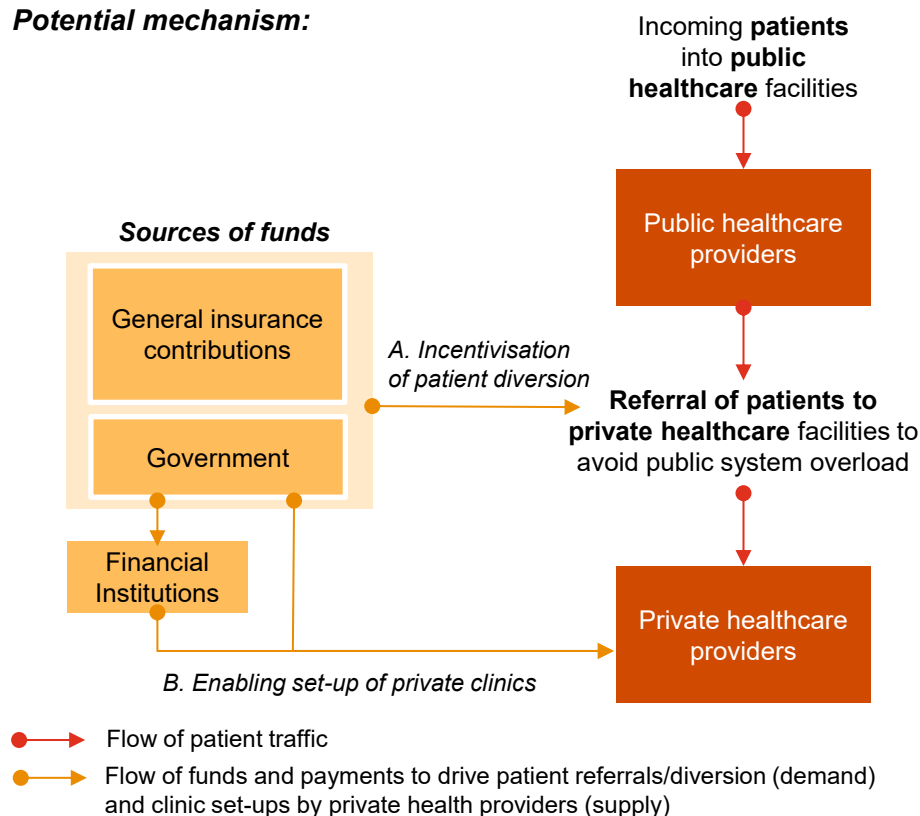 Potential mechanism:
Incoming patients
into public
healthcare facilities
Public healthcare
providers
Sources of funds
General insurance
contributions
Government
A. Incentivisation
of patient diversion
Referral of patients to
private healthcare facilities to
avoid public system overload
Financial
Institutions
Private healthcare
providers
B. Enabling set-up of private clinics
Flow of patient traffic
Flow of funds and payments to drive patient referrals/diversion (demand)
and clinic set-ups by private health providers (supply)